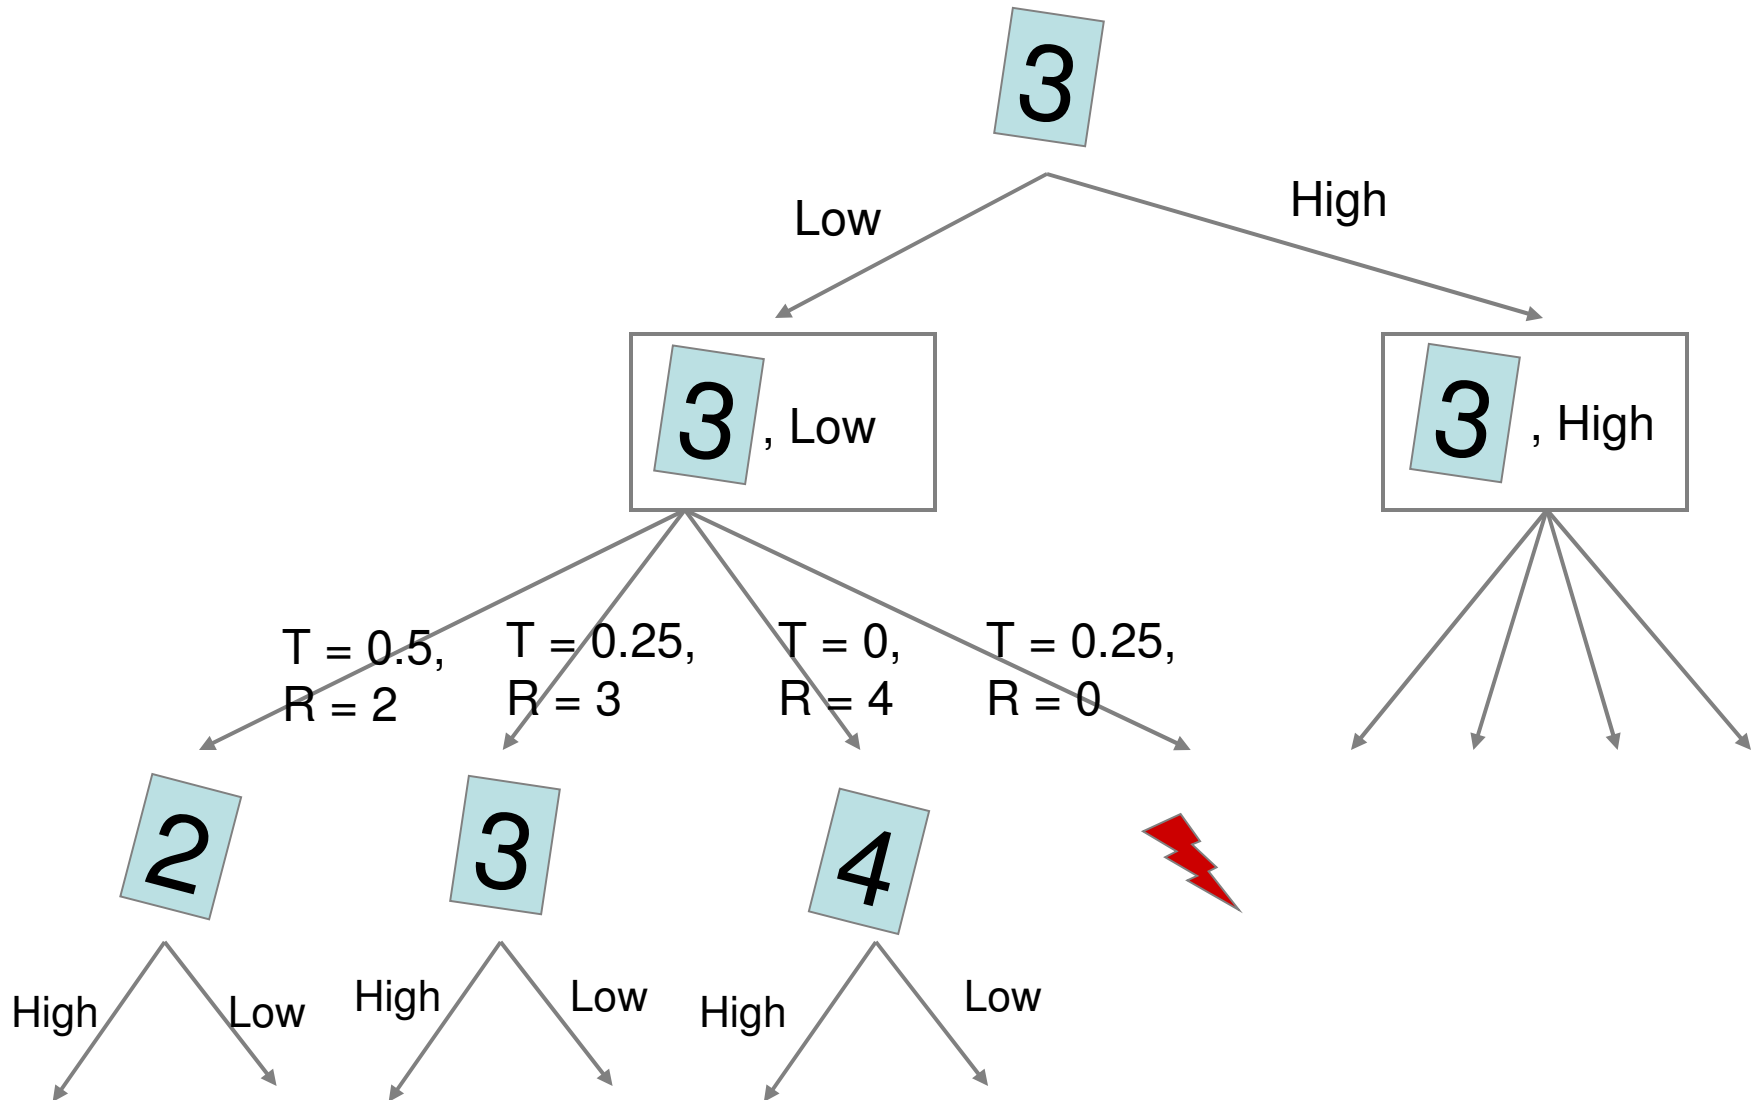 3
Low
High
3 , Low
3 , High
T = 0.5,
R = 2
T = 0.25,
R = 3
T = 0,
R = 4
T = 0.25,
R = 0
2
3
4
High
Low
High
Low
High
Low